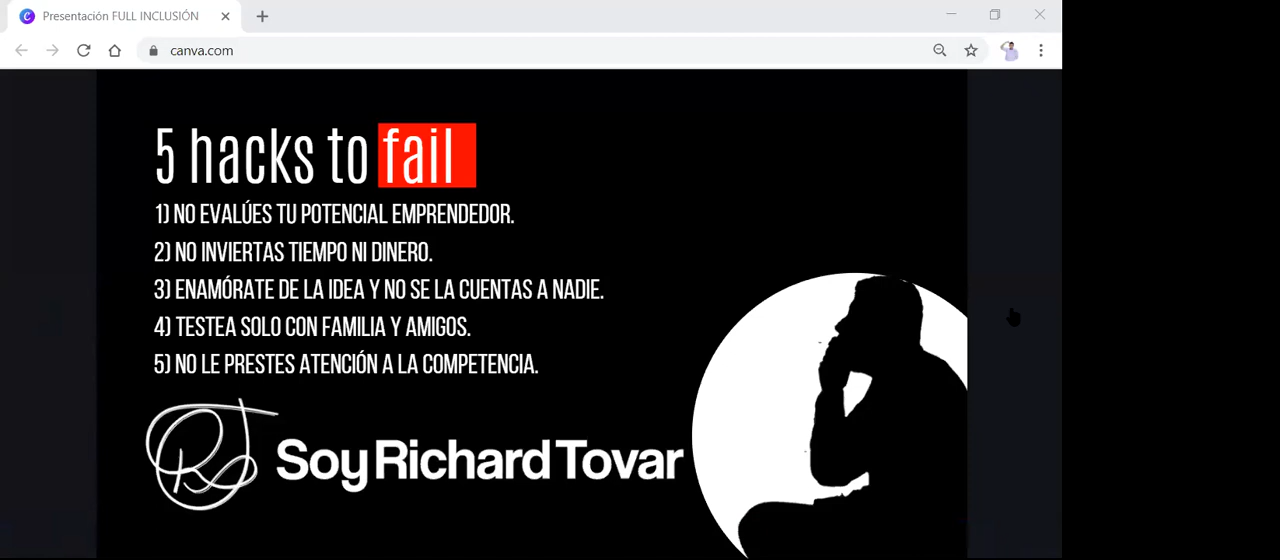 Presentación FULL INCLUSIÓN
canva.com
5 hacks to fail
1) NO EVALÚES TU POTENCIAL EMPRENDEDOR.
2) NO INVIERTAS TIEMPO NI DINERO.
3) ENAMÓRATE DE LA IDEA Y NO SE LA CUENTAS A NADIE.
4) TESTEA SOLO CON FAMILIA Y AMIGOS.
5) NO LE PRESTES ATENCIÓN A LA COMPETENCIA.
Soy Richard Tovar